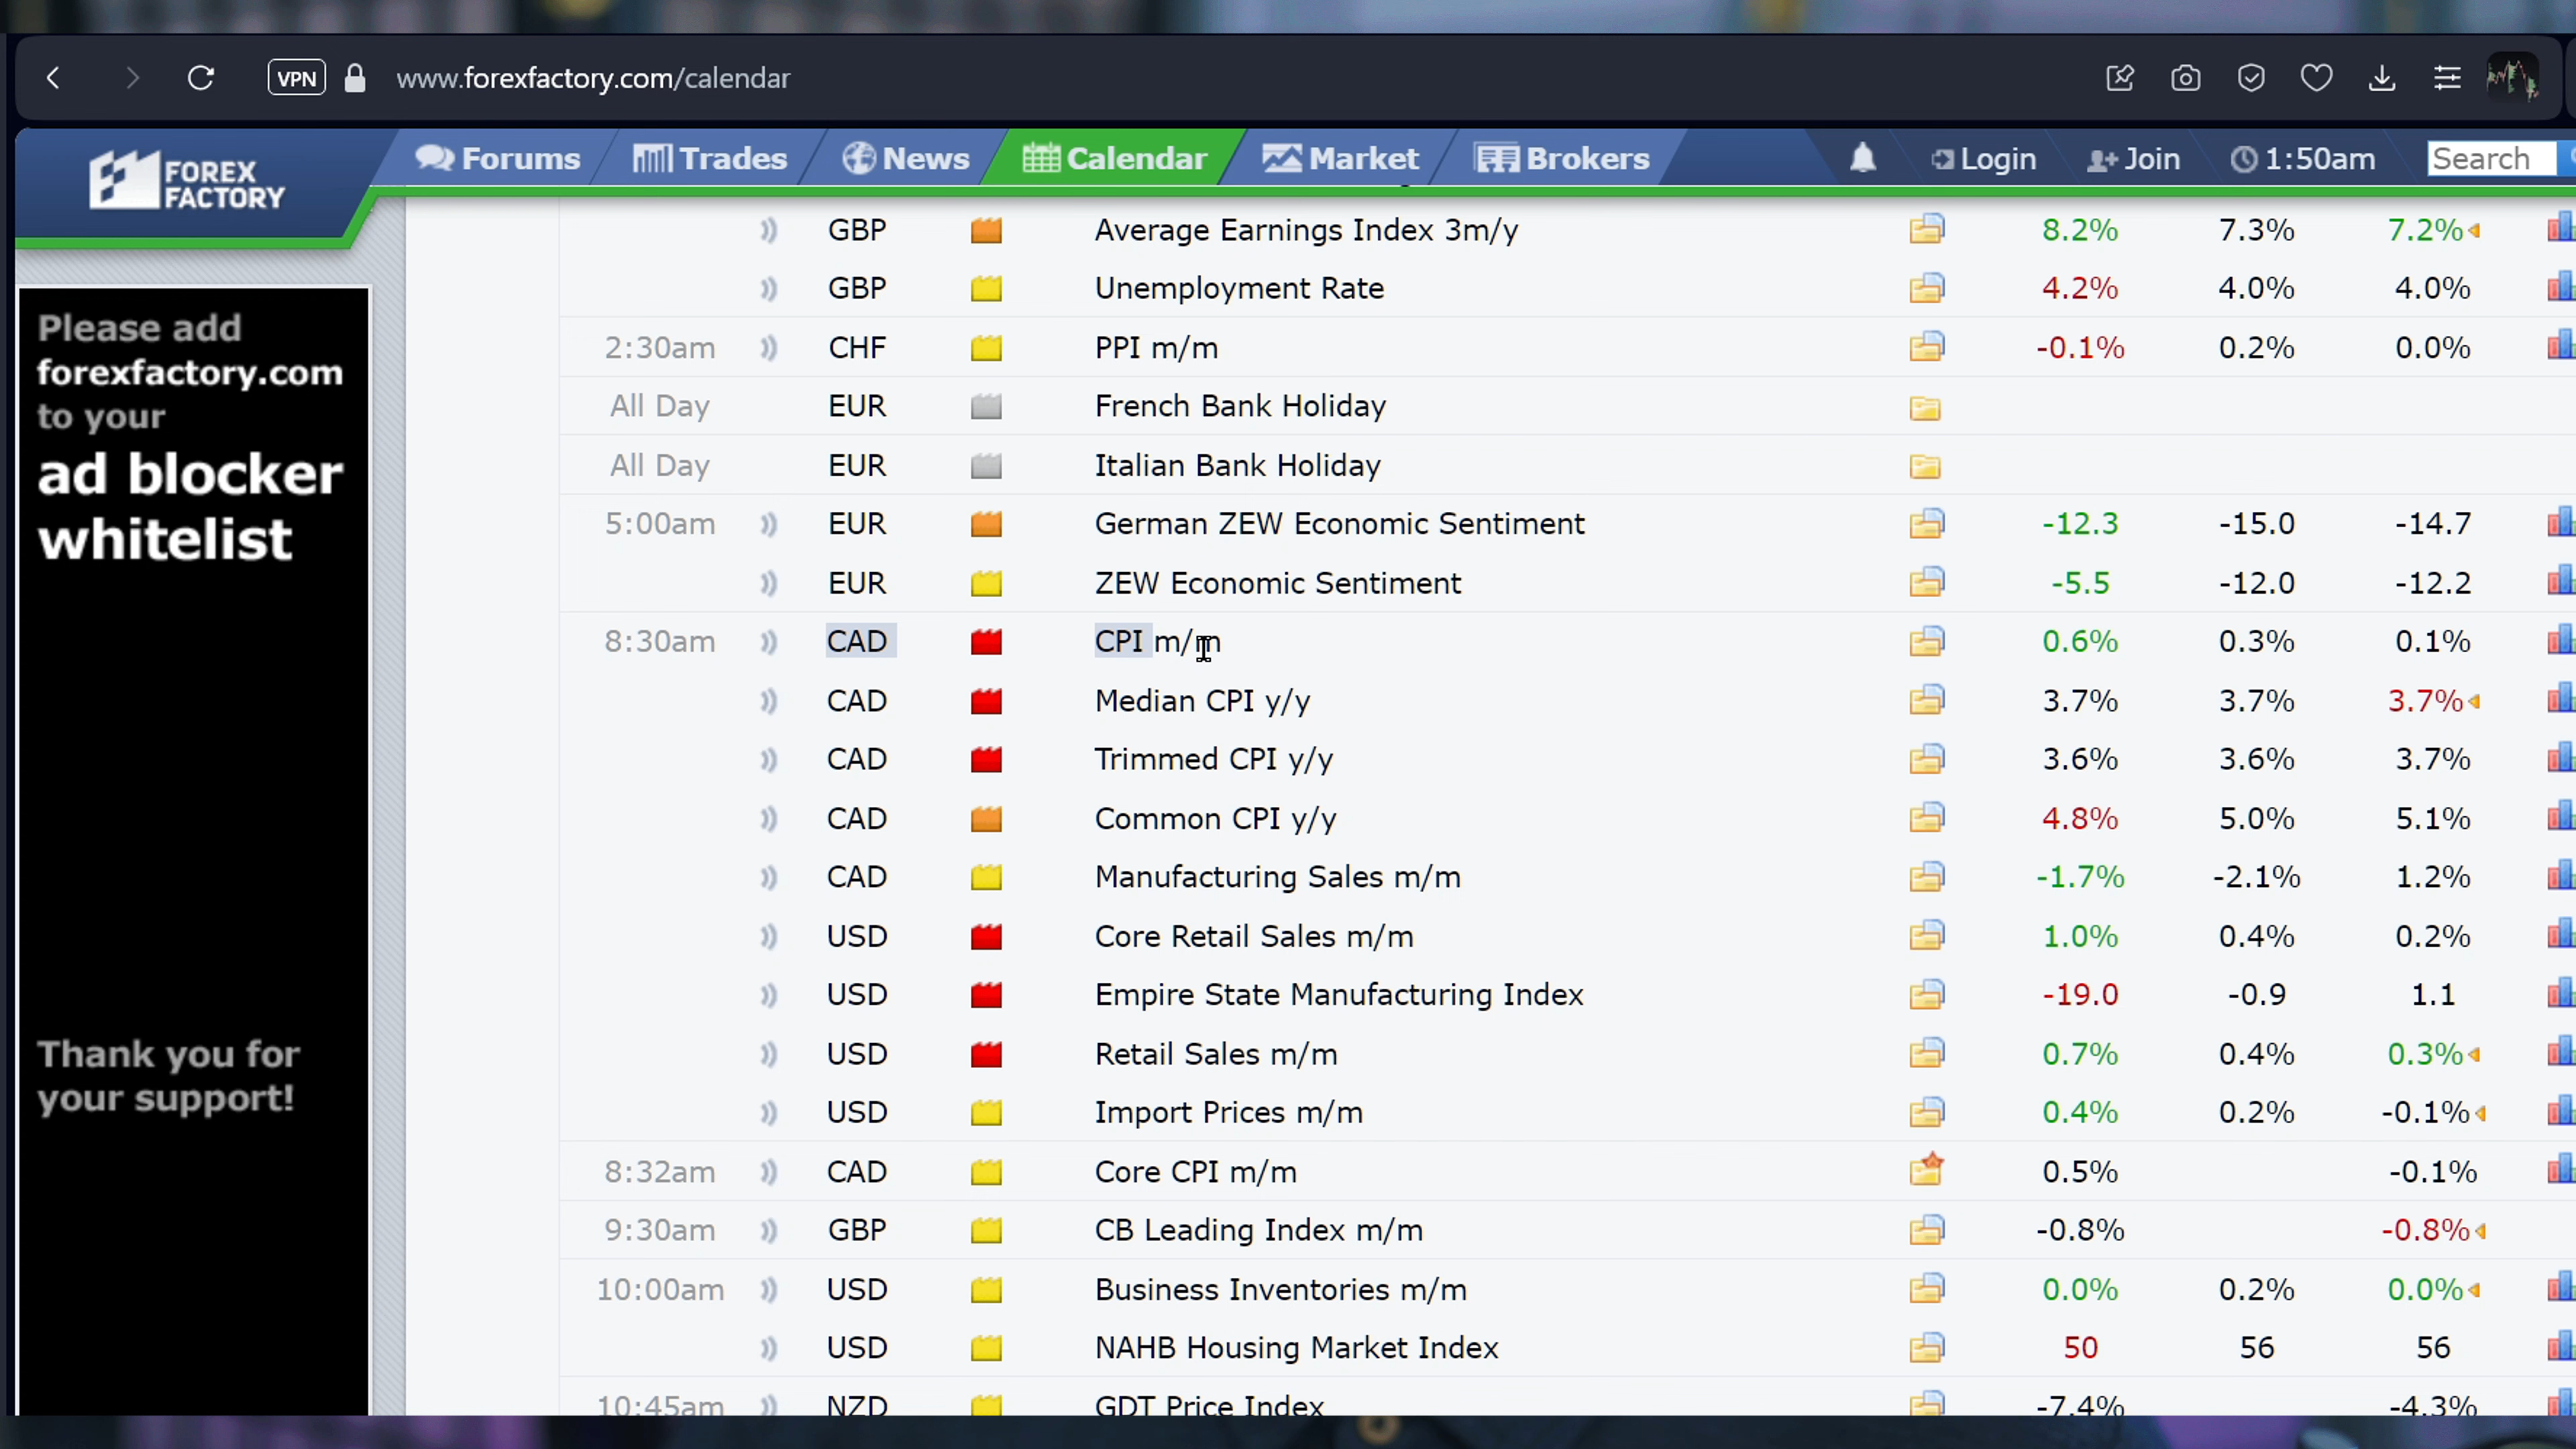 VPN www.forexfactory.com/calendar
FOREX FACTORY Forums Trades News Calendar Market Brokers Login Join 1:50am Search
Please add
forexfactory.com
to your
ad blocker
whitelist
Thank you for
your support!
GBP Average Earnings Index 3m/y 8.2% 7.3% 7.2%
GBP Unemployment Rate 4.2% 4.0% 4.0%
2:30am CHF PPI m/m -0.1% 0.2% 0.0%
All Day EUR French Bank Holiday
All Day EUR Italian Bank Holiday
5:00am EUR German ZEW Economic Sentiment -12.3 -15.0 -14.7
EUR ZEW Economic Sentiment -5.5 -12.0 -12.2
8:30am CAD CPI m/m 0.6% 0.3% 0.1%
CAD Median CPI y/y 3.7% 3.7% 3.7%
CAD Trimmed CPI y/y 3.6% 3.6% 3.7%
CAD Common CPI y/y 4.8% 5.0% 5.1%
CAD Manufacturing Sales m/m -1.7% -2.1% 1.2%
USD Core Retail Sales m/m 1.0% 0.4% 0.2%
USD Empire State Manufacturing Index -19.0 -0.9 1.1
USD Retail Sales m/m 0.7% 0.4% 0.3%
USD Import Prices m/m 0.4% 0.2% -0.1%
8:32am CAD Core CPI m/m 0.5% -0.1%
9:30am GBP CB Leading Index m/m -0.8% -0.8%
10:00am USD Business Inventories m/m 0.0% 0.2% 0.0%
USD NAHB Housing Market Index 50 56 56
10:45am NZD GDT Price Index -7.4% -4.3%